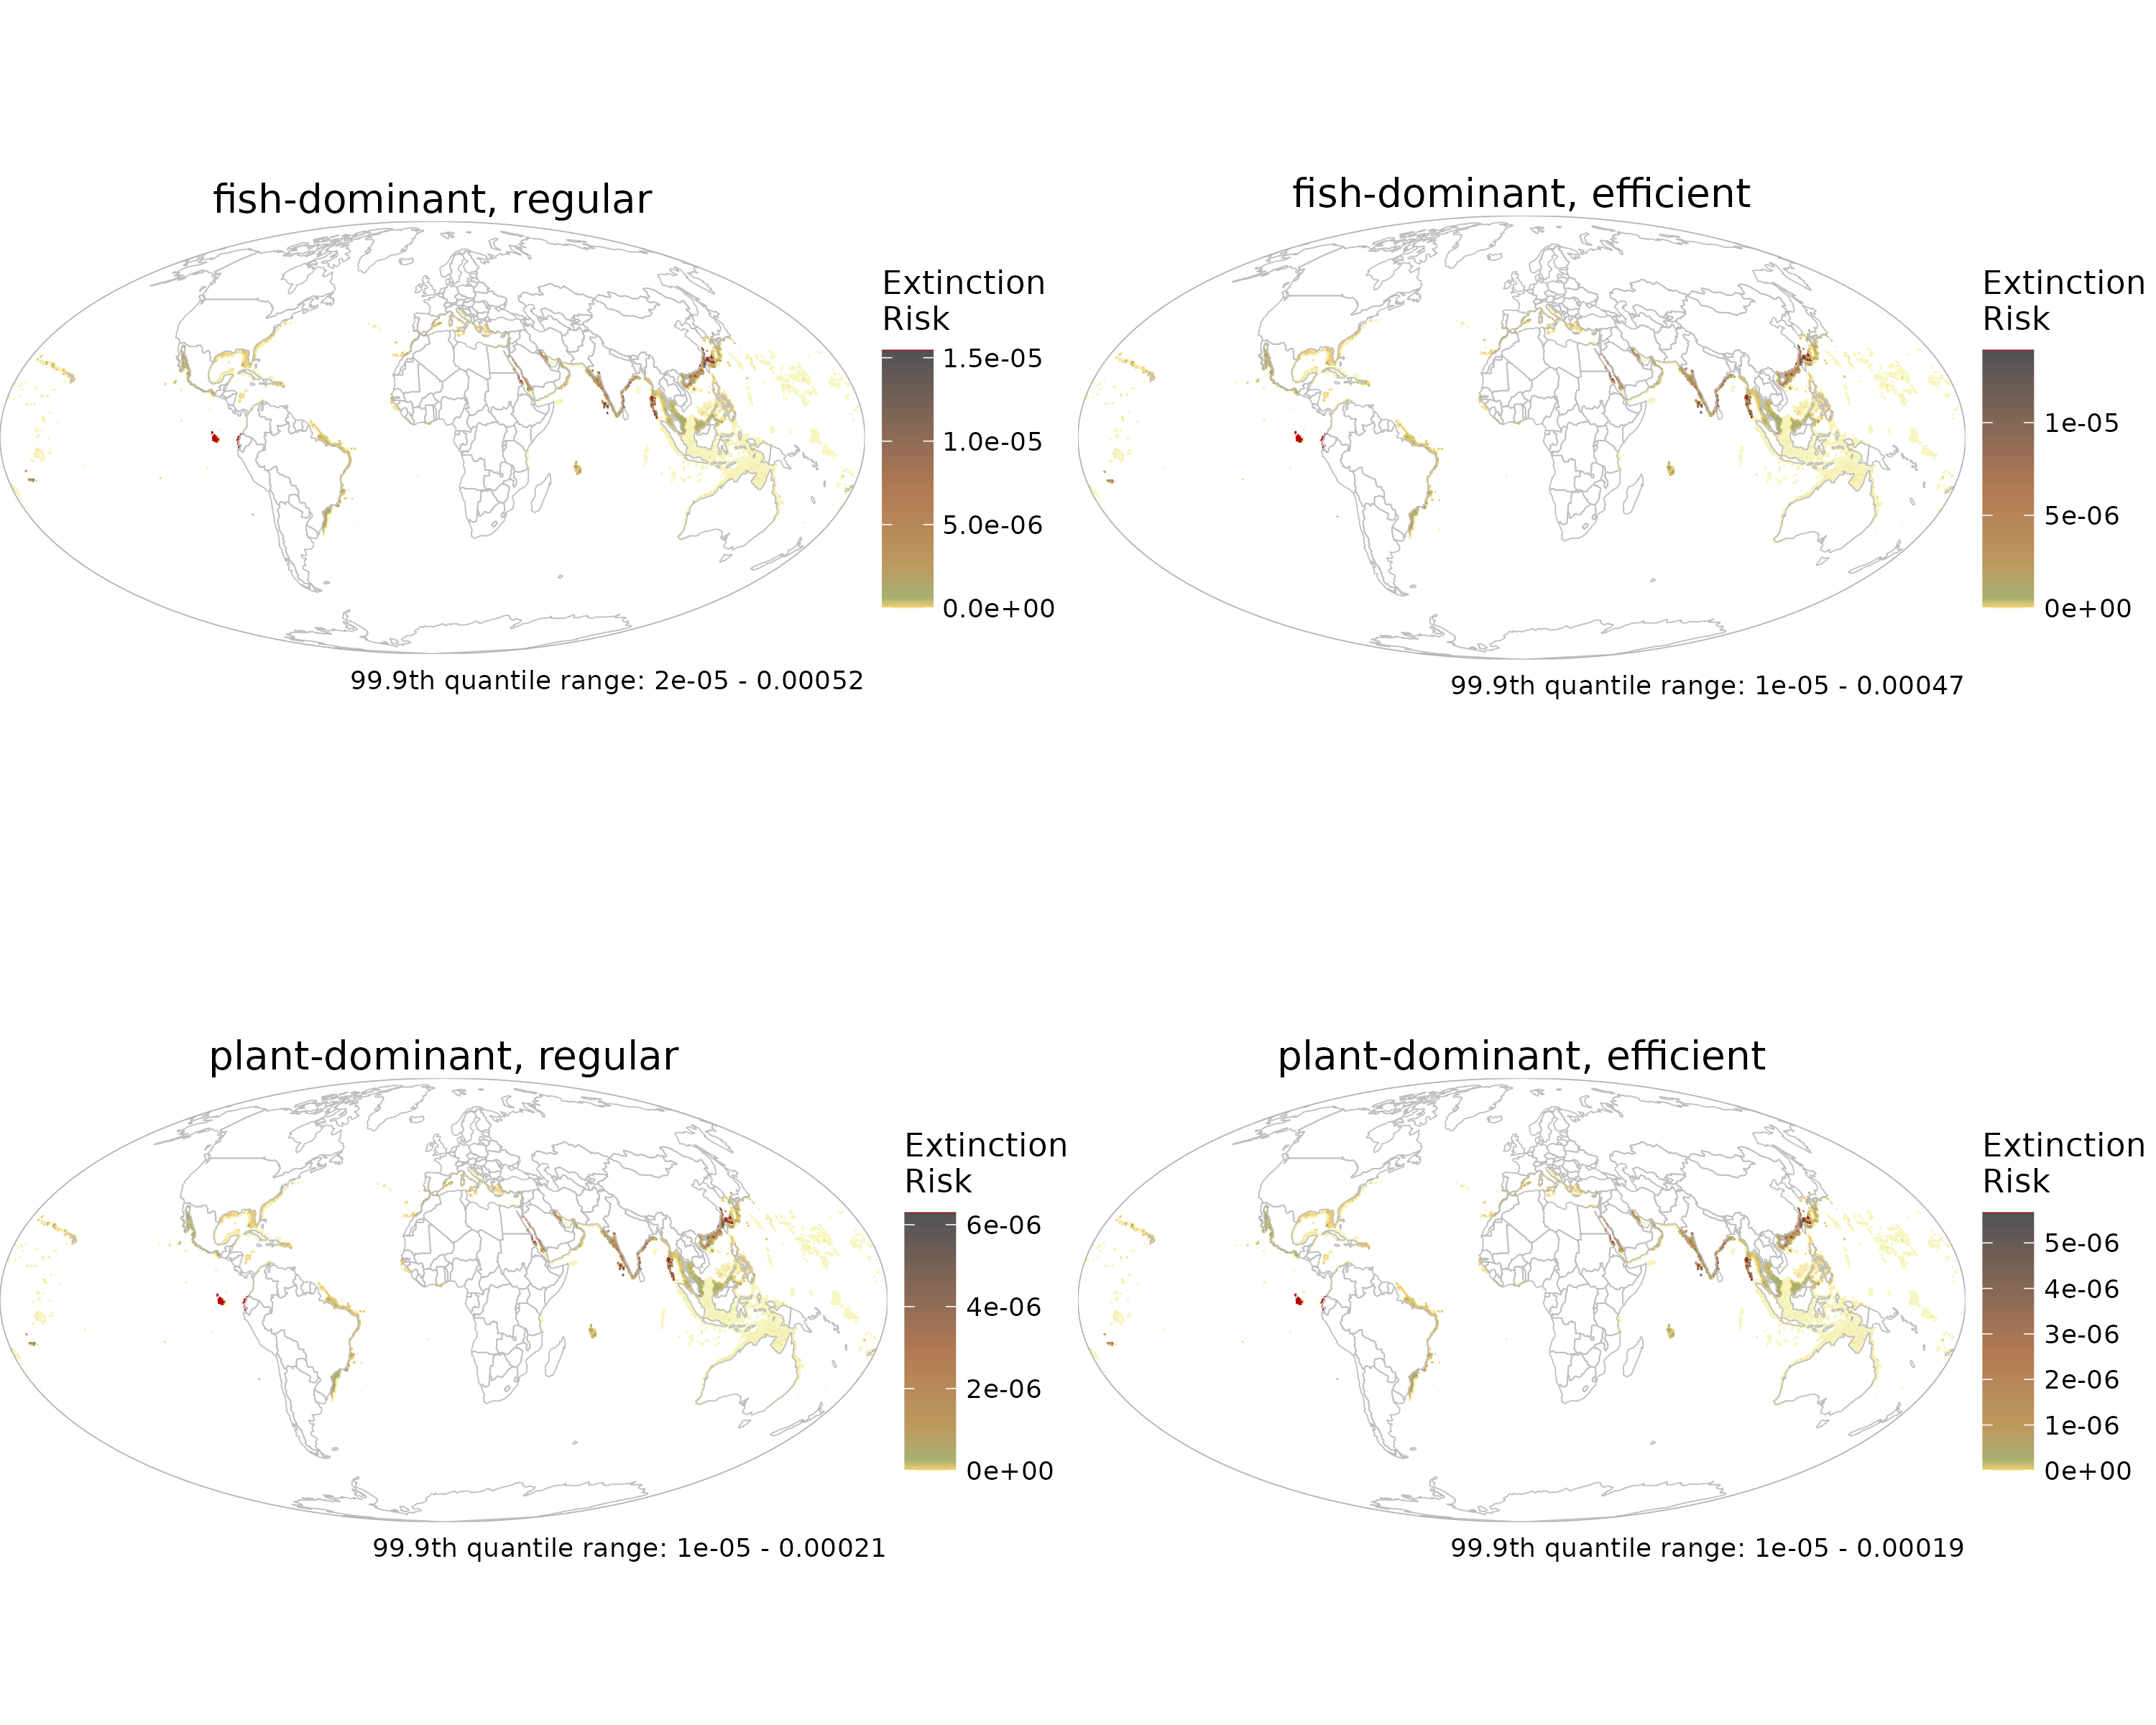 fish-dominant, regular
Extinction
Risk
1.5e-05
1.0e-05
5.0e-06
0.0e+00
99.9th quantile range: 2e-05 - 0.00052
fish-dominant, efficient
Extinction
Risk
1e-05
5e-06
0e+00
99.9th quantile range: 1e-05 - 0.00047
plant-dominant, regular
Extinction
Risk
6e-06
4e-06
2e-06
0e+00
99.9th quantile range: 1e-05 - 0.00021
plant-dominant, efficient
Extinction
Risk
5e-06
4e-06
3e-06
2e-06
1e-06
0e+00
99.9th quantile range: 1e-05 - 0.00019